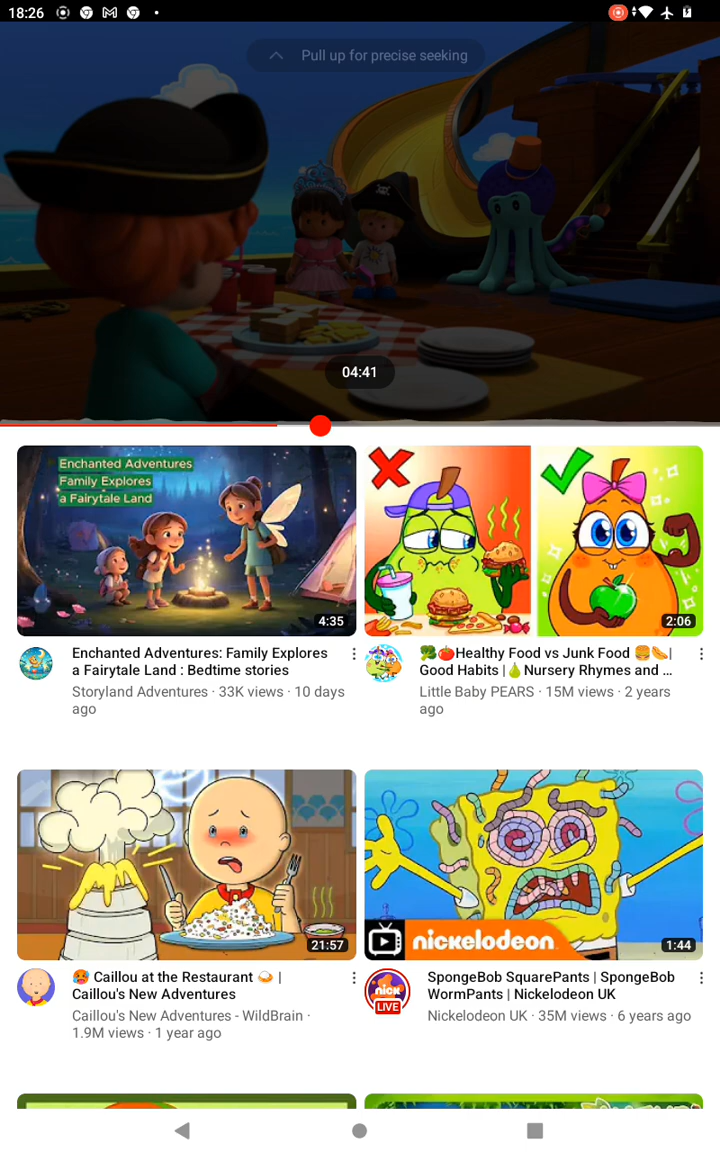 18:26
Pull up for precise seeking
04:41
Enchanted Adventures
Family Explores
a Fairytale Land
4:35
2:06
Enchanted Adventures: Family Explores
a Fairytale Land : Bedtime stories
Storyland Adventures · 33K views · 10 days
ago
🥦🍅Healthy Food vs Junk Food 🍔🌭|
Good Habits |🍐Nursery Rhymes and ...
Little Baby PEARS · 15M views · 2 years
ago
21:57
nickelodeon
1:44
🥵 Caillou at the Restaurant 🍛 |
Caillou's New Adventures
Caillou's New Adventures - WildBrain ·
1.9M views · 1 year ago
nick
LIVE
SpongeBob SquarePants | SpongeBob
WormPants | Nickelodeon UK
Nickelodeon UK · 35M views · 6 years ago